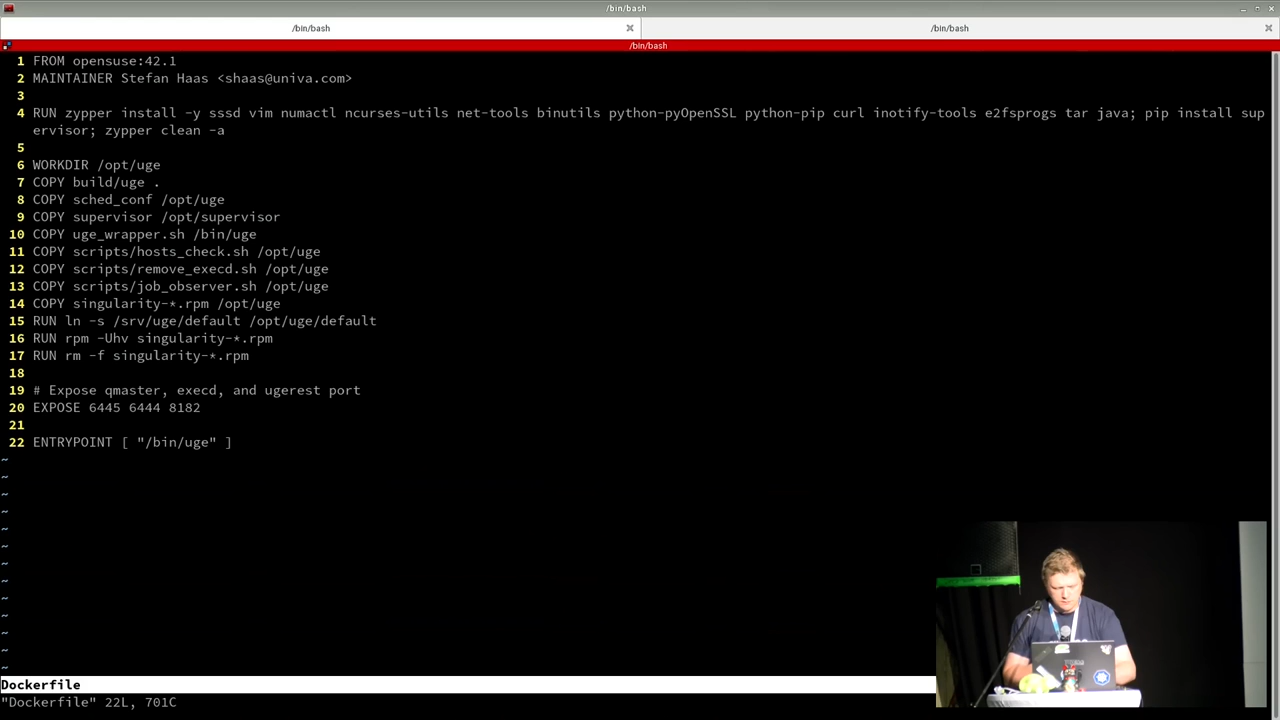 /bin/bash
/bin/bash
/bin/bash
/bin/bash
1 FROM opensuse:42.1
2 MAINTAINER Stefan Haas <shaas@univa.com>
3
4 RUN zypper install -y sssd vim numactl ncurses-utils net-tools binutils python-pyOpenSSL python-pip curl inotify-tools e2fsprogs tar java; pip install sup
ervisor; zypper clean -a
5
6 WORKDIR /opt/uge
7 COPY build/uge .
8 COPY sched_conf /opt/uge
9 COPY supervisor /opt/supervisor
10 COPY uge_wrapper.sh /bin/uge
11 COPY scripts/hosts_check.sh /opt/uge
12 COPY scripts/remove_execd.sh /opt/uge
13 COPY scripts/job_observer.sh /opt/uge
14 COPY singularity-*.rpm /opt/uge
15 RUN ln -s /srv/uge/default /opt/uge/default
16 RUN rpm -Uhv singularity-*.rpm
17 RUN rm -f singularity-*.rpm
18
19 # Expose qmaster, execd, and ugerest port
20 EXPOSE 6445 6444 8182
21
22 ENTRYPOINT [ "/bin/uge" ]
~
~
~
~
~
~
~
~
~
~
~
~
~
Dockerfile
"Dockerfile" 22L, 701C